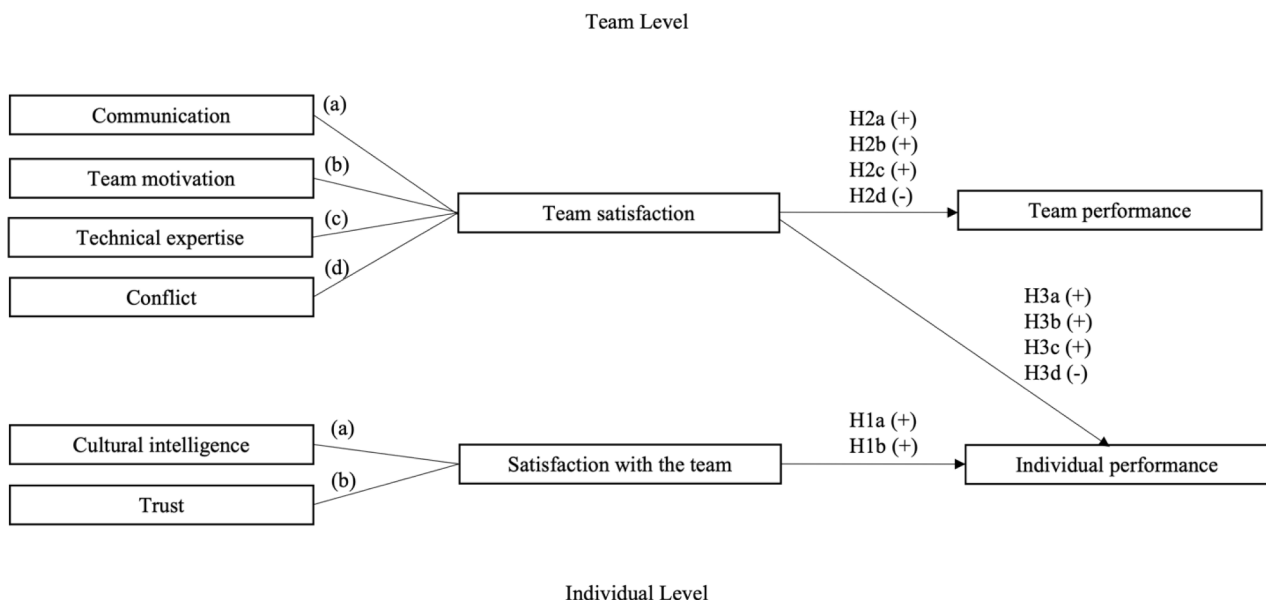 Team Level
Communication
(a)
Team motivation
(b)
Technical expertise
(c)
Conflict
(d)
Team satisfaction
H2a (+)
H2b (+)
H2c (+)
H2d (-)
Team performance
H3a (+)
H3b (+)
H3c (+)
H3d (-)
Cultural intelligence
(a)
Trust
(b)
Satisfaction with the team
H1a (+)
H1b (+)
Individual performance
Individual Level